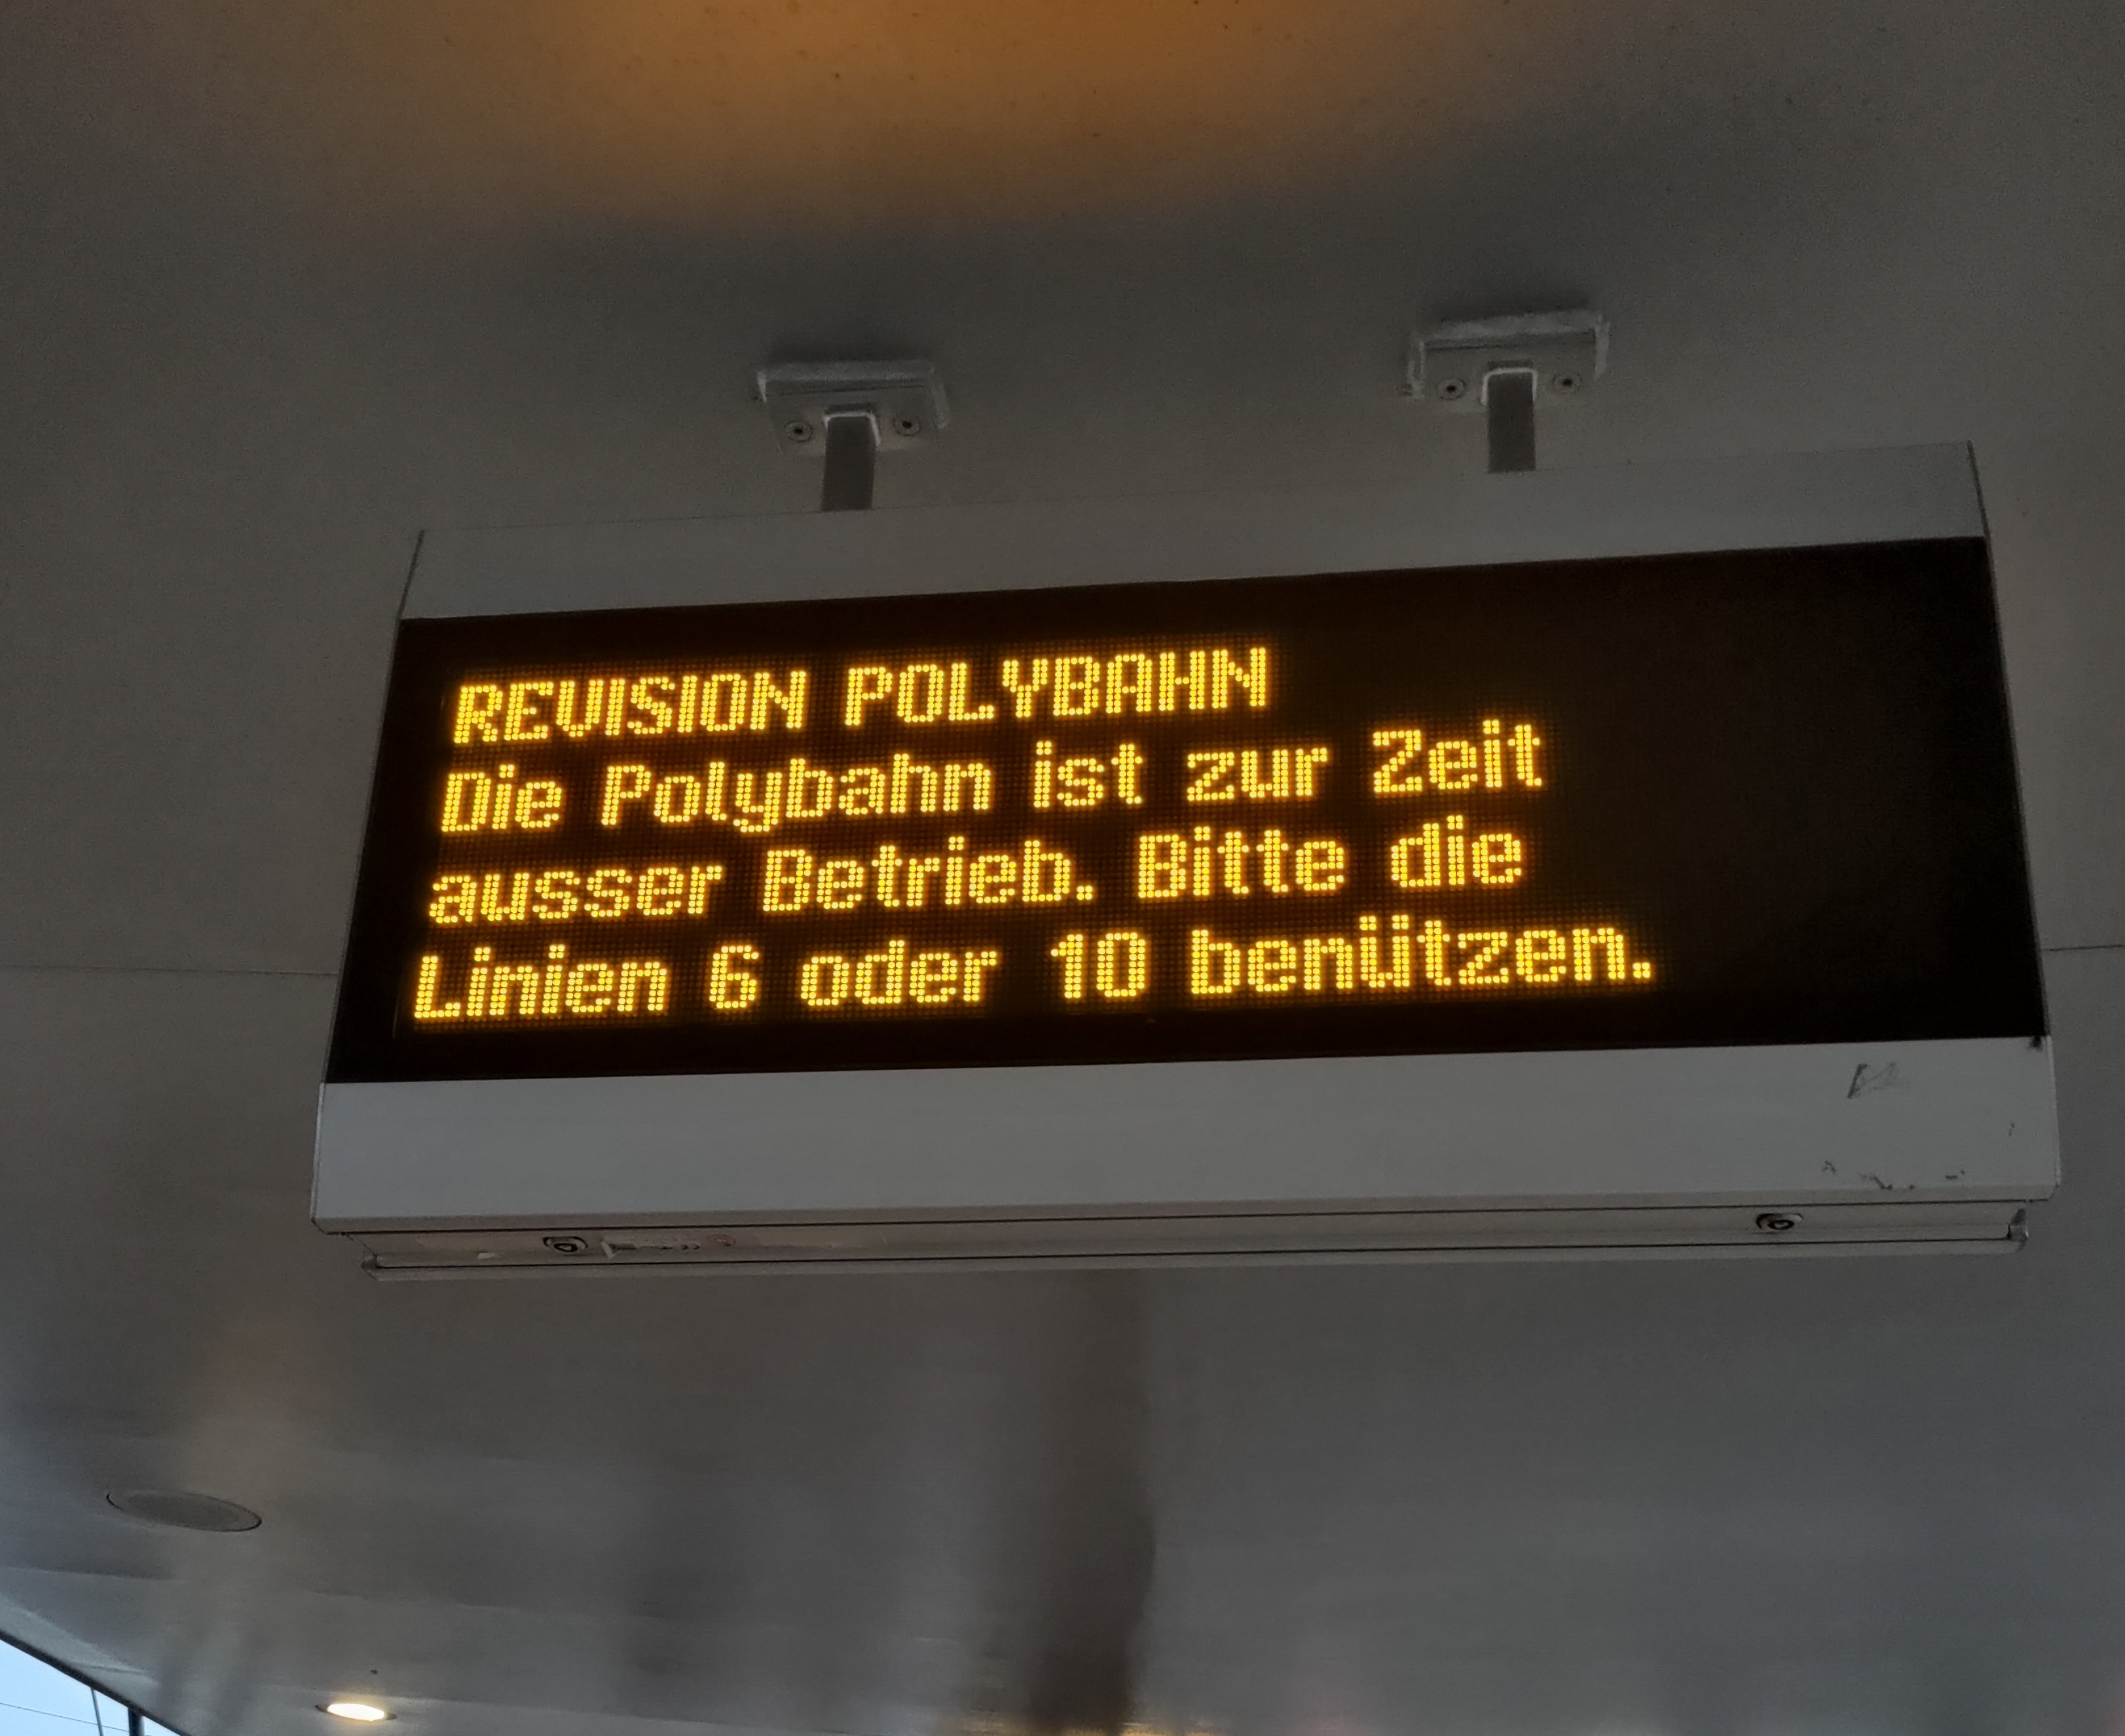 REVISION POLYBAHN
Die Polybahn ist zur Zeit
ausser Betrieb. Bitte die
Linien 6 oder 10 benützen.